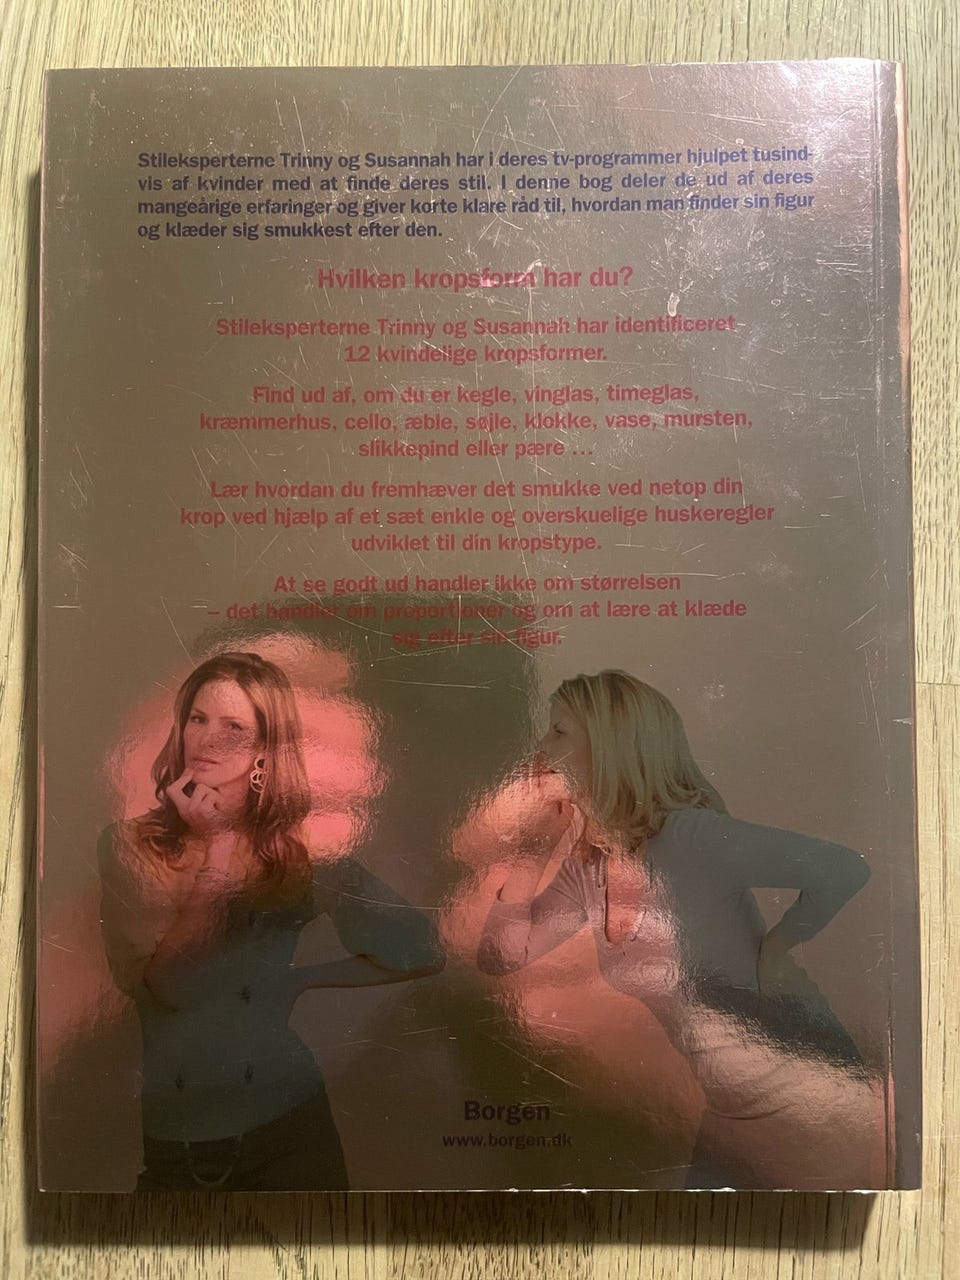 Stileksperterne Trinny og Susannah har i deres tv-programmer hjulpet tusind-
vis af kvinder med at finde deres stil. I denne bog deler de ud af deres
mangeårige erfaringer og giver korte klare råd til, hvordan man finder sin figur
og klæder sig smukkest efter den.
Hvilken kropsform har du?
Stileksperterne Trinny og Susannah har identificeret
12 kvindelige kropsformer.
Find ud af, om du er kegle, vinglas, timeglas,
kræmmerhus, cello, æble, søjle, klokke, vase, mursten,
slikkepind eller pære ...
Lær hvordan du fremhæver det smukke ved netop din
krop ved hjælp af et sæt enkle og overskuelige huskeregler
udviklet til din kropstype.
At se godt ud handler ikke om størrelsen
– det handler om proportioner og om at lære at klæde
sig efter sin figur.
Borgen
www.borgen.dk